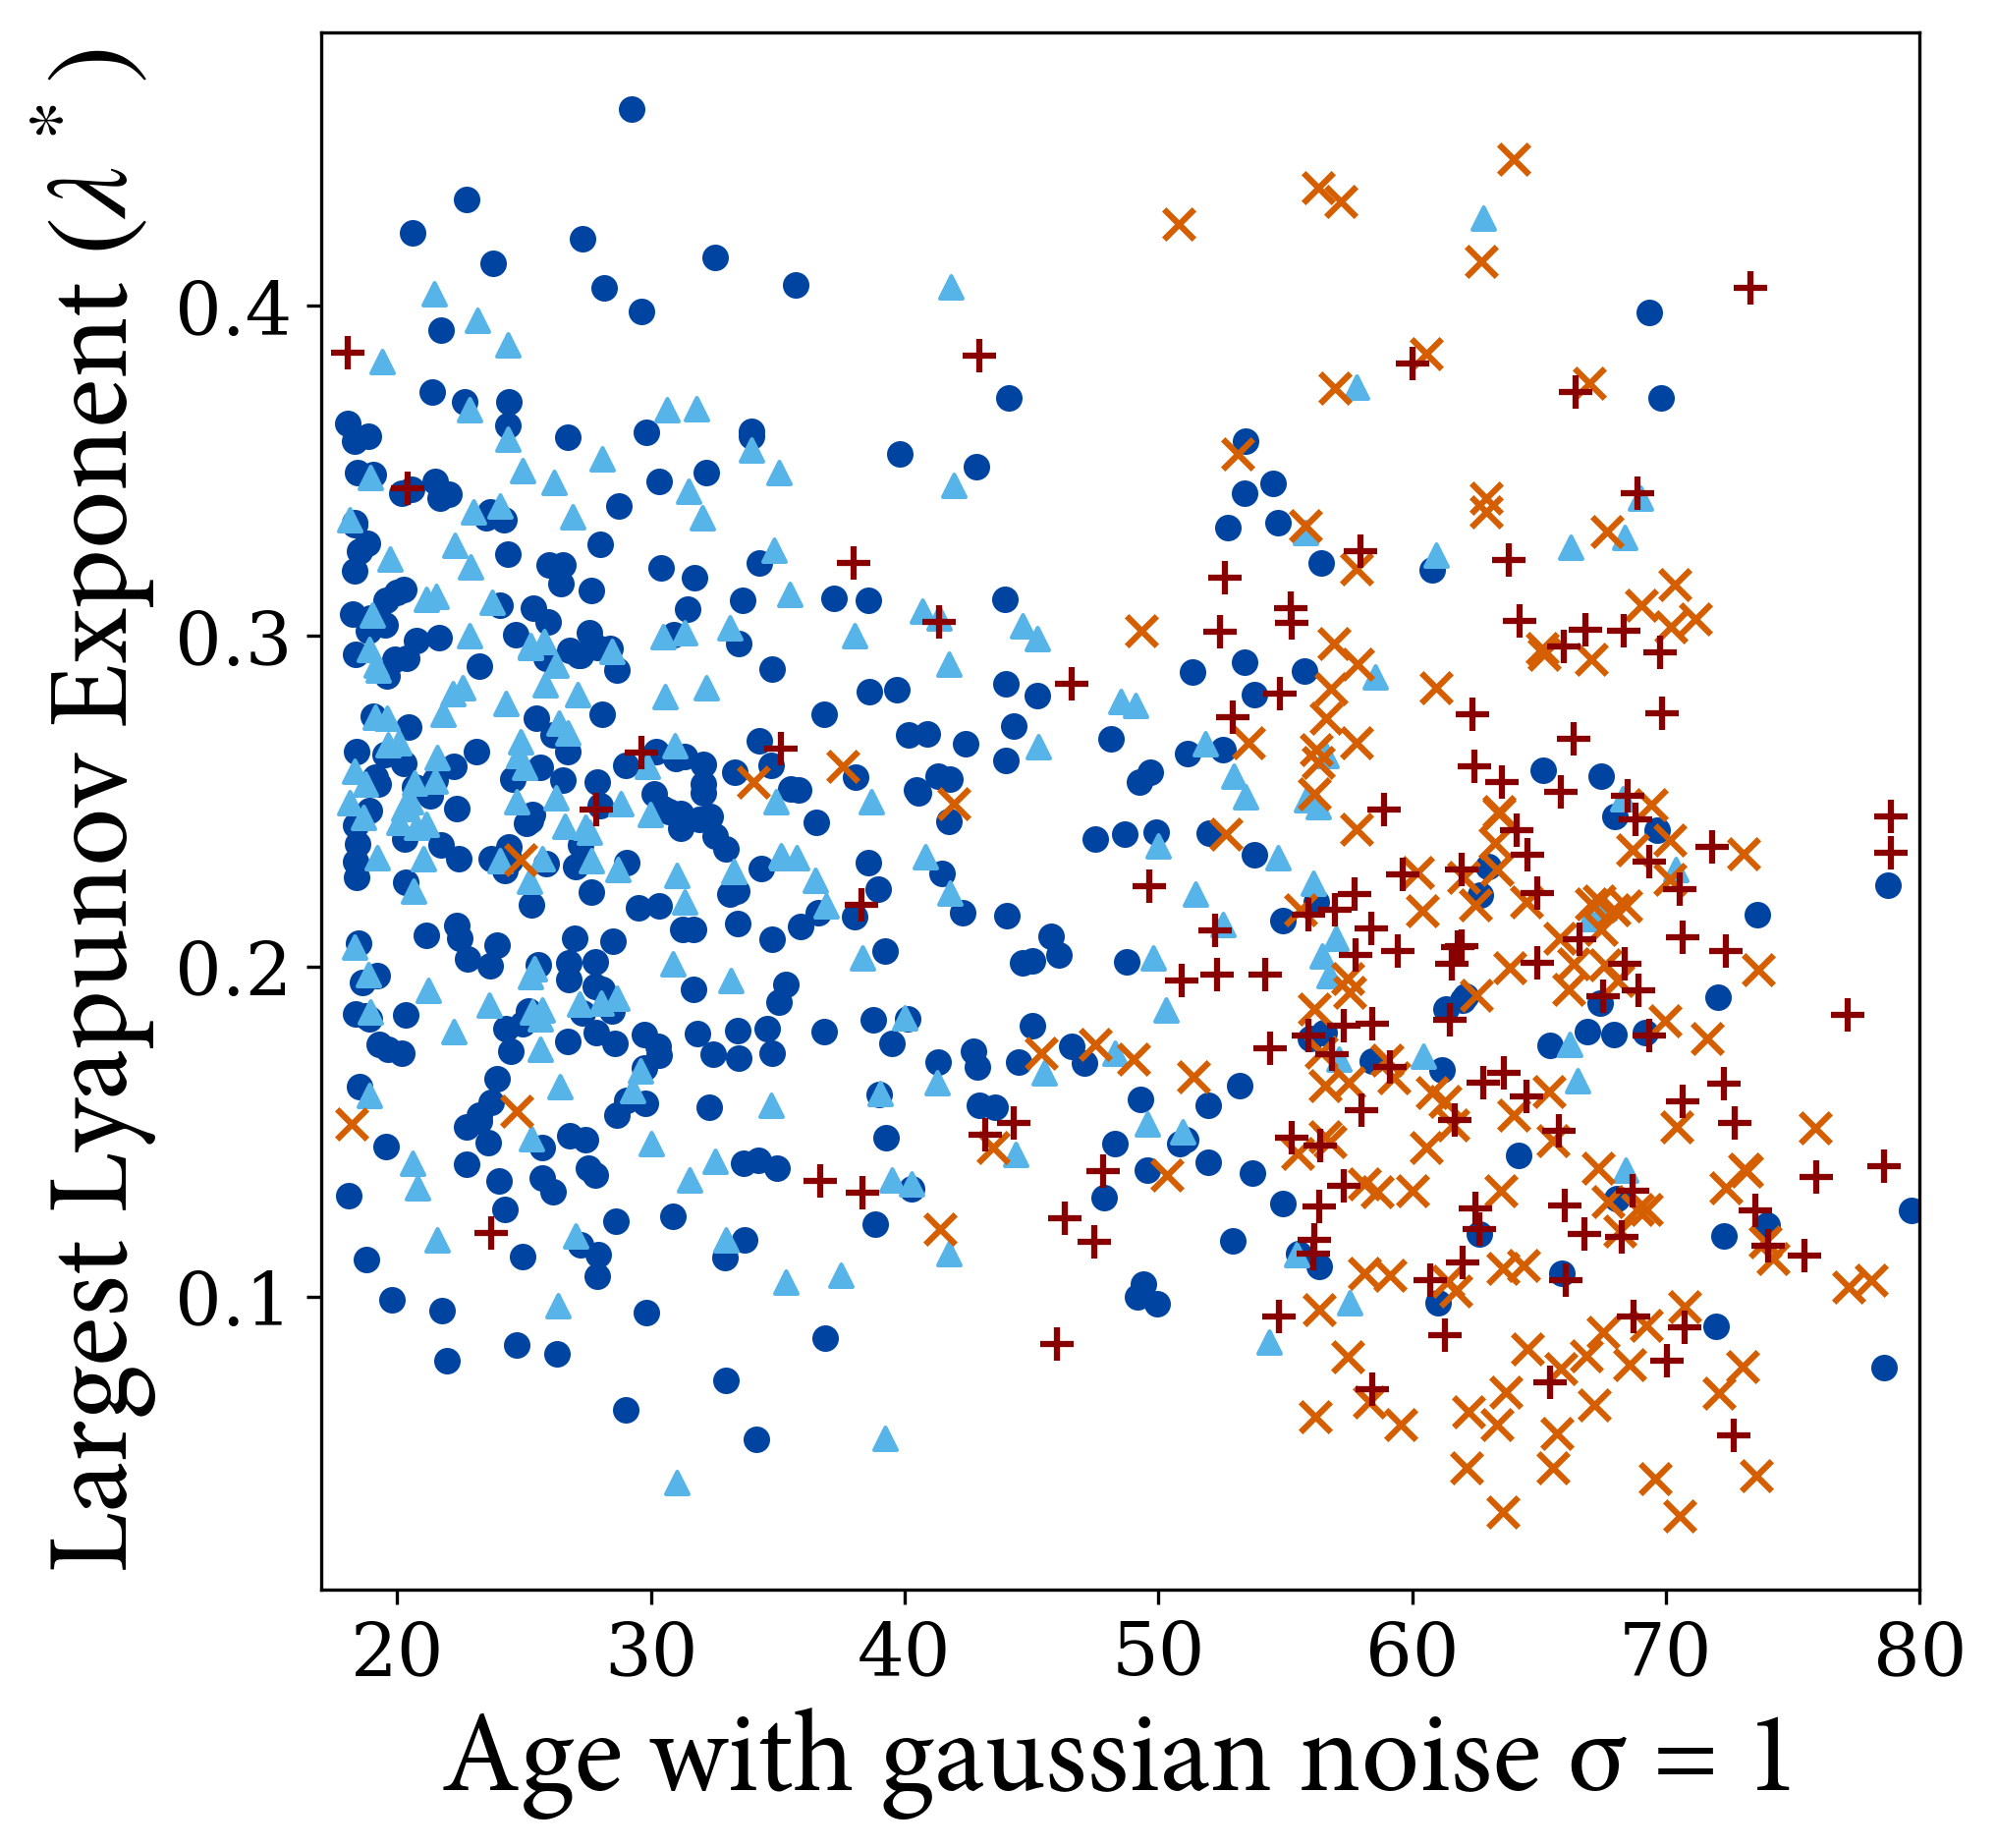 Largest Lyapunov Exponent (λ*)
0.4
0.3
0.2
0.1
20 30 40 50 60 70 80
Age with gaussian noise σ = 1